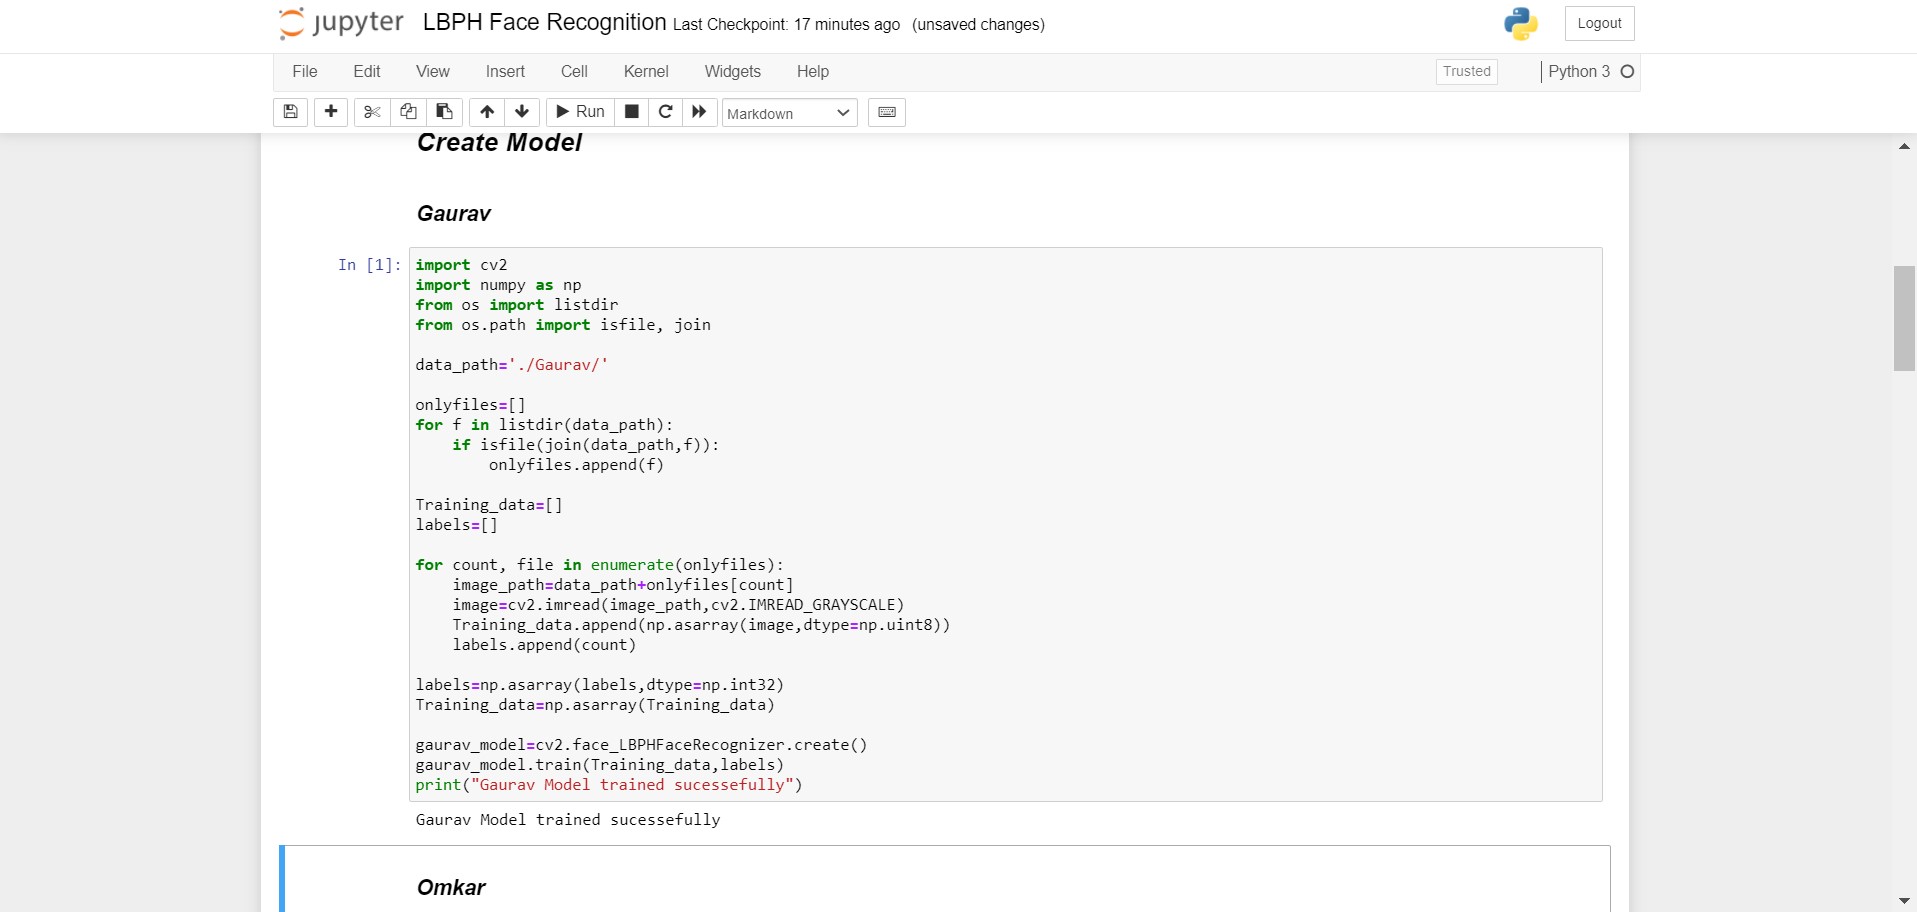 jupyter LBPH Face Recognition Last Checkpoint: 17 minutes ago (unsaved changes) Logout
File Edit View Insert Cell Kernel Widgets Help Trusted Python 3
Run Markdown
Create Model
Gaurav
In [1]:
import cv2
import numpy as np
from os import listdir
from os.path import isfile, join

data_path='./Gaurav/'

onlyfiles=[]
for f in listdir(data_path):
    if isfile(join(data_path,f)):
        onlyfiles.append(f)

Training_data=[]
labels=[]

for count, file in enumerate(onlyfiles):
    image_path=data_path+onlyfiles[count]
    image=cv2.imread(image_path,cv2.IMREAD_GRAYSCALE)
    Training_data.append(np.asarray(image,dtype=np.uint8))
    labels.append(count)

labels=np.asarray(labels,dtype=np.int32)
Training_data=np.asarray(Training_data)

gaurav_model=cv2.face_LBPHFaceRecognizer.create()
gaurav_model.train(Training_data,labels)
print("Gaurav Model trained sucessefully")
Gaurav Model trained sucessefully
Omkar